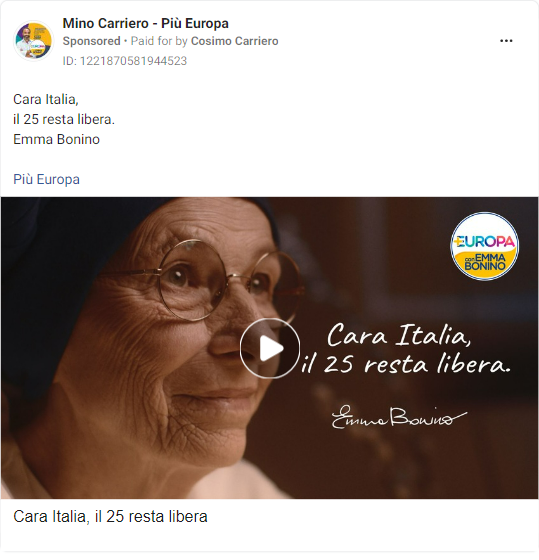 Mino Carriero - Più Europa
Sponsored • Paid for by Cosimo Carriero
ID: 1221870581944523
Cara Italia,
il 25 resta libera.
Emma Bonino
Più Europa
+EUROPA
CON EMMA
BONINO
Cara Italia,
il 25 resta libera.
Emma Bonino
Cara Italia, il 25 resta libera